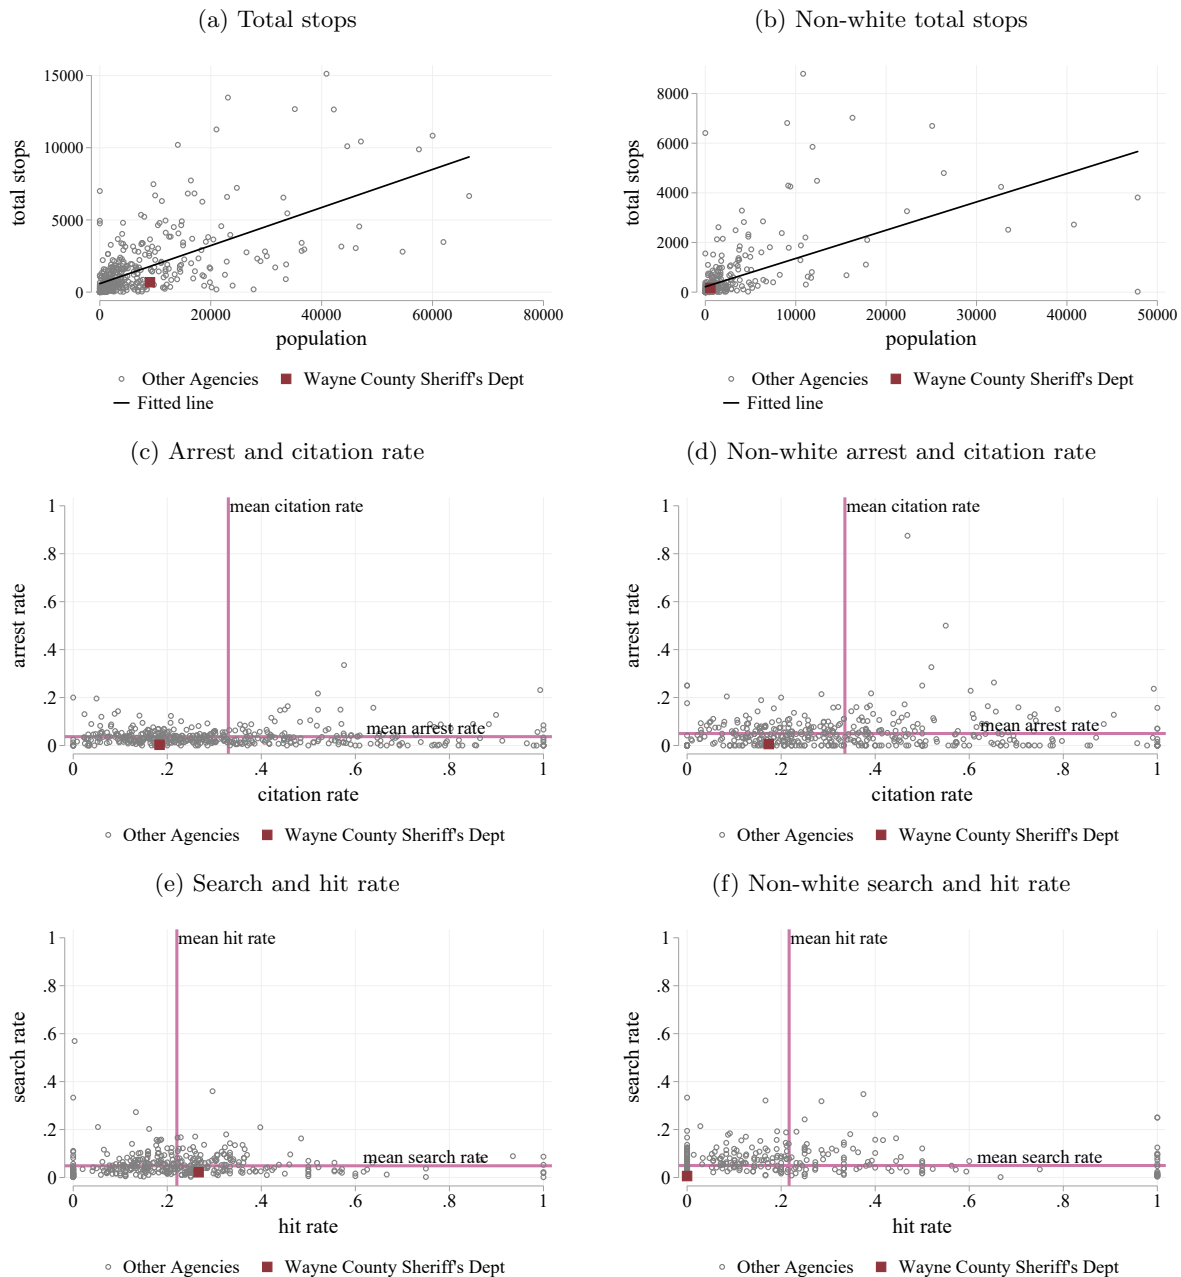 (a) Total stops
(b) Non-white total stops
total stops
15000
10000
5000
0
0 20000 40000 60000 80000
population
Other Agencies Wayne County Sheriff's Dept
Fitted line
total stops
8000
6000
4000
2000
0
0 10000 20000 30000 40000 50000
population
Other Agencies Wayne County Sheriff's Dept
Fitted line
(c) Arrest and citation rate
(d) Non-white arrest and citation rate
arrest rate
1
.8
.6
.4
.2
0
mean citation rate
mean arrest rate
0 .2 .4 .6 .8 1
citation rate
Other Agencies Wayne County Sheriff's Dept
arrest rate
1
.8
.6
.4
.2
0
mean citation rate
mean arrest rate
0 .2 .4 .6 .8 1
citation rate
Other Agencies Wayne County Sheriff's Dept
(e) Search and hit rate
(f) Non-white search and hit rate
search rate
1
.8
.6
.4
.2
0
mean hit rate
mean search rate
0 .2 .4 .6 .8 1
hit rate
Other Agencies Wayne County Sheriff's Dept
search rate
1
.8
.6
.4
.2
0
mean hit rate
mean search rate
0 .2 .4 .6 .8 1
hit rate
Other Agencies Wayne County Sheriff's Dept